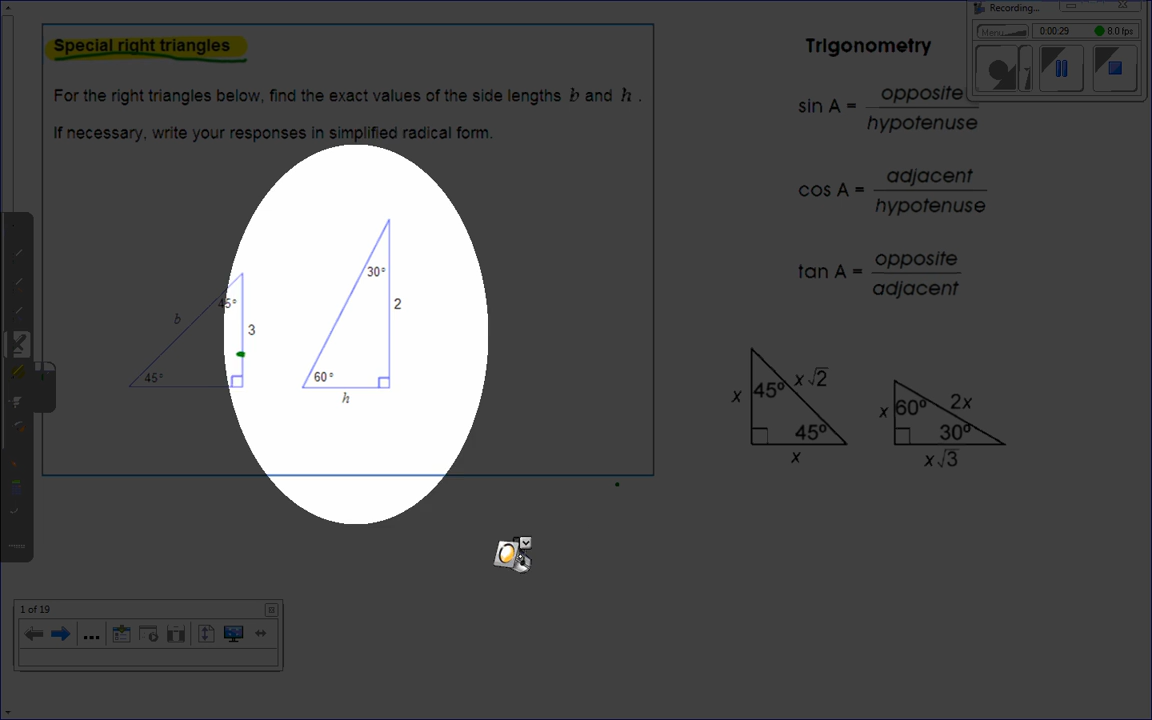 Recording...
Menu
0:00:29
8.0 fps
Special right triangles
For the right triangles below, find the exact values of the side lengths b and h .
If necessary, write your responses in simplified radical form.
45°
b
3
45°
30°
2
60°
h
Trigonometry
sin A = opposite
hypotenuse
cos A = adjacent
hypotenuse
tan A = opposite
adjacent
x
45°
x√2
45°
x
x
60°
2x
30°
x√3
1 of 19